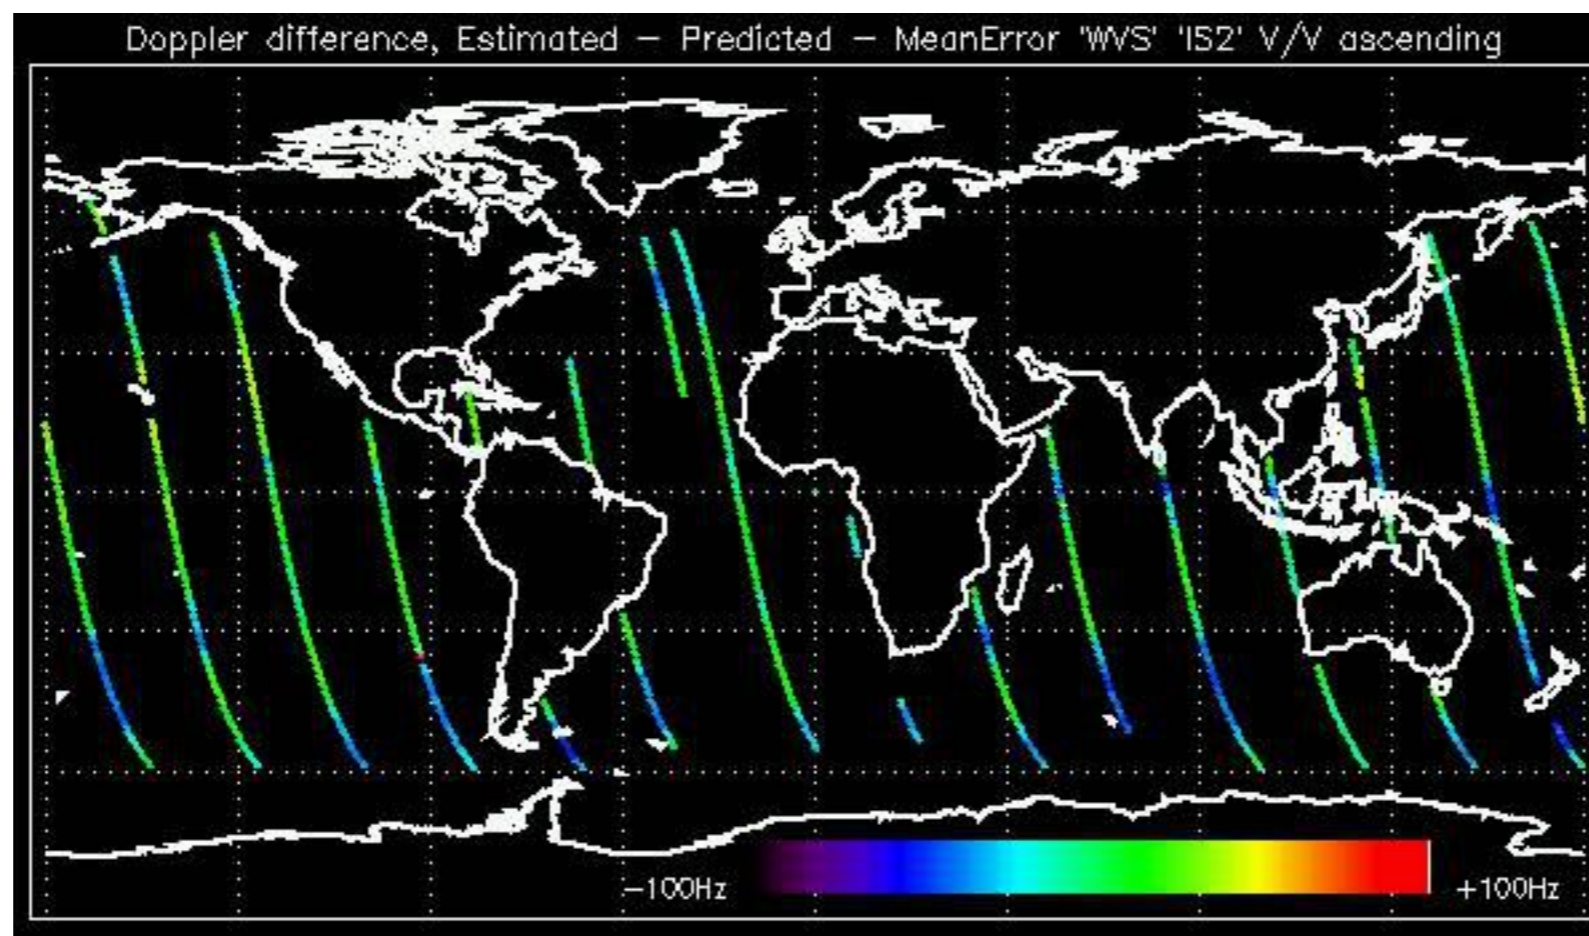 Doppler difference, Estimated – Predicted – MeanError 'WVS' 'IS2' V/V ascending
–100Hz
+100Hz